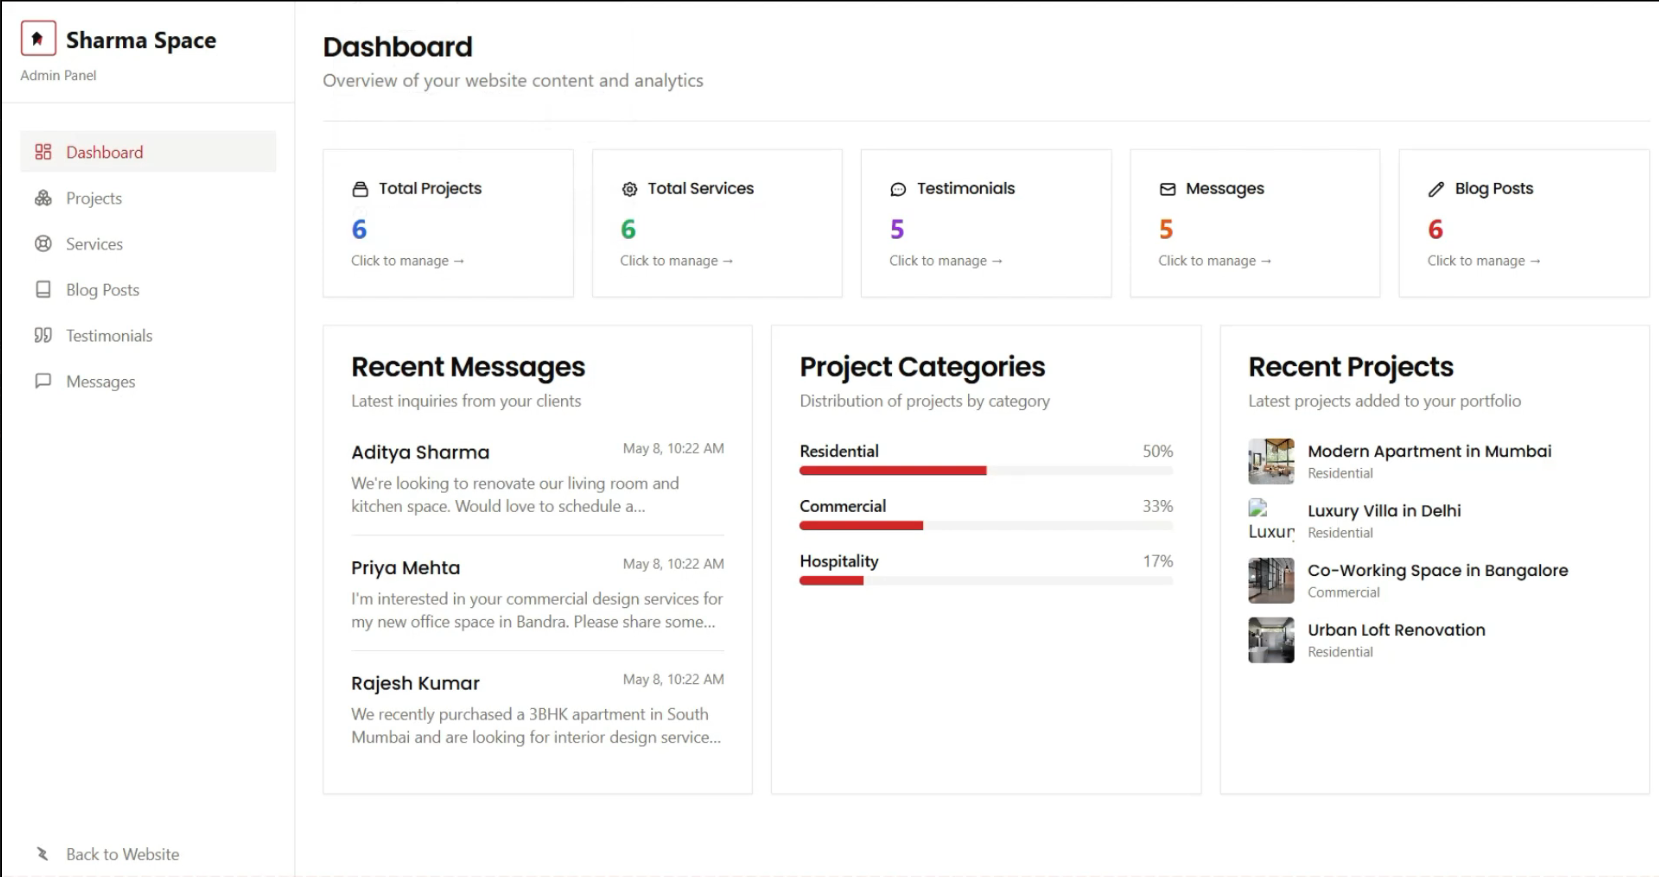 Sharma Space
Admin Panel
Dashboard
Projects
Services
Blog Posts
Testimonials
Messages
Back to Website
Dashboard
Overview of your website content and analytics
Total Projects
6
Click to manage →
Total Services
6
Click to manage →
Testimonials
5
Click to manage →
Messages
5
Click to manage →
Blog Posts
6
Click to manage →
Recent Messages
Latest inquiries from your clients
Aditya Sharma May 8, 10:22 AM
We're looking to renovate our living room and
kitchen space. Would love to schedule a...
Priya Mehta May 8, 10:22 AM
I'm interested in your commercial design services for
my new office space in Bandra. Please share some...
Rajesh Kumar May 8, 10:22 AM
We recently purchased a 3BHK apartment in South
Mumbai and are looking for interior design service...
Project Categories
Distribution of projects by category
Residential 50%
Commercial 33%
Hospitality 17%
Recent Projects
Latest projects added to your portfolio
Modern Apartment in Mumbai
Residential
Luxury
Luxury Villa in Delhi
Residential
Co-Working Space in Bangalore
Commercial
Urban Loft Renovation
Residential